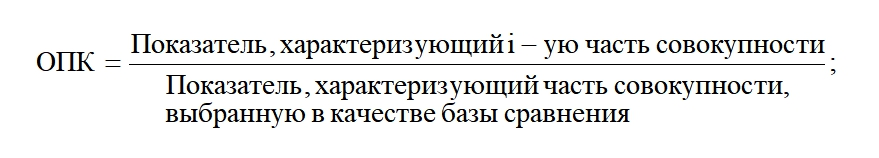 Показатель, характеризующий i – ую часть совокупности
ОПК = ;
Показатель, характеризующий часть совокупности,
выбранную в качестве базы сравнения